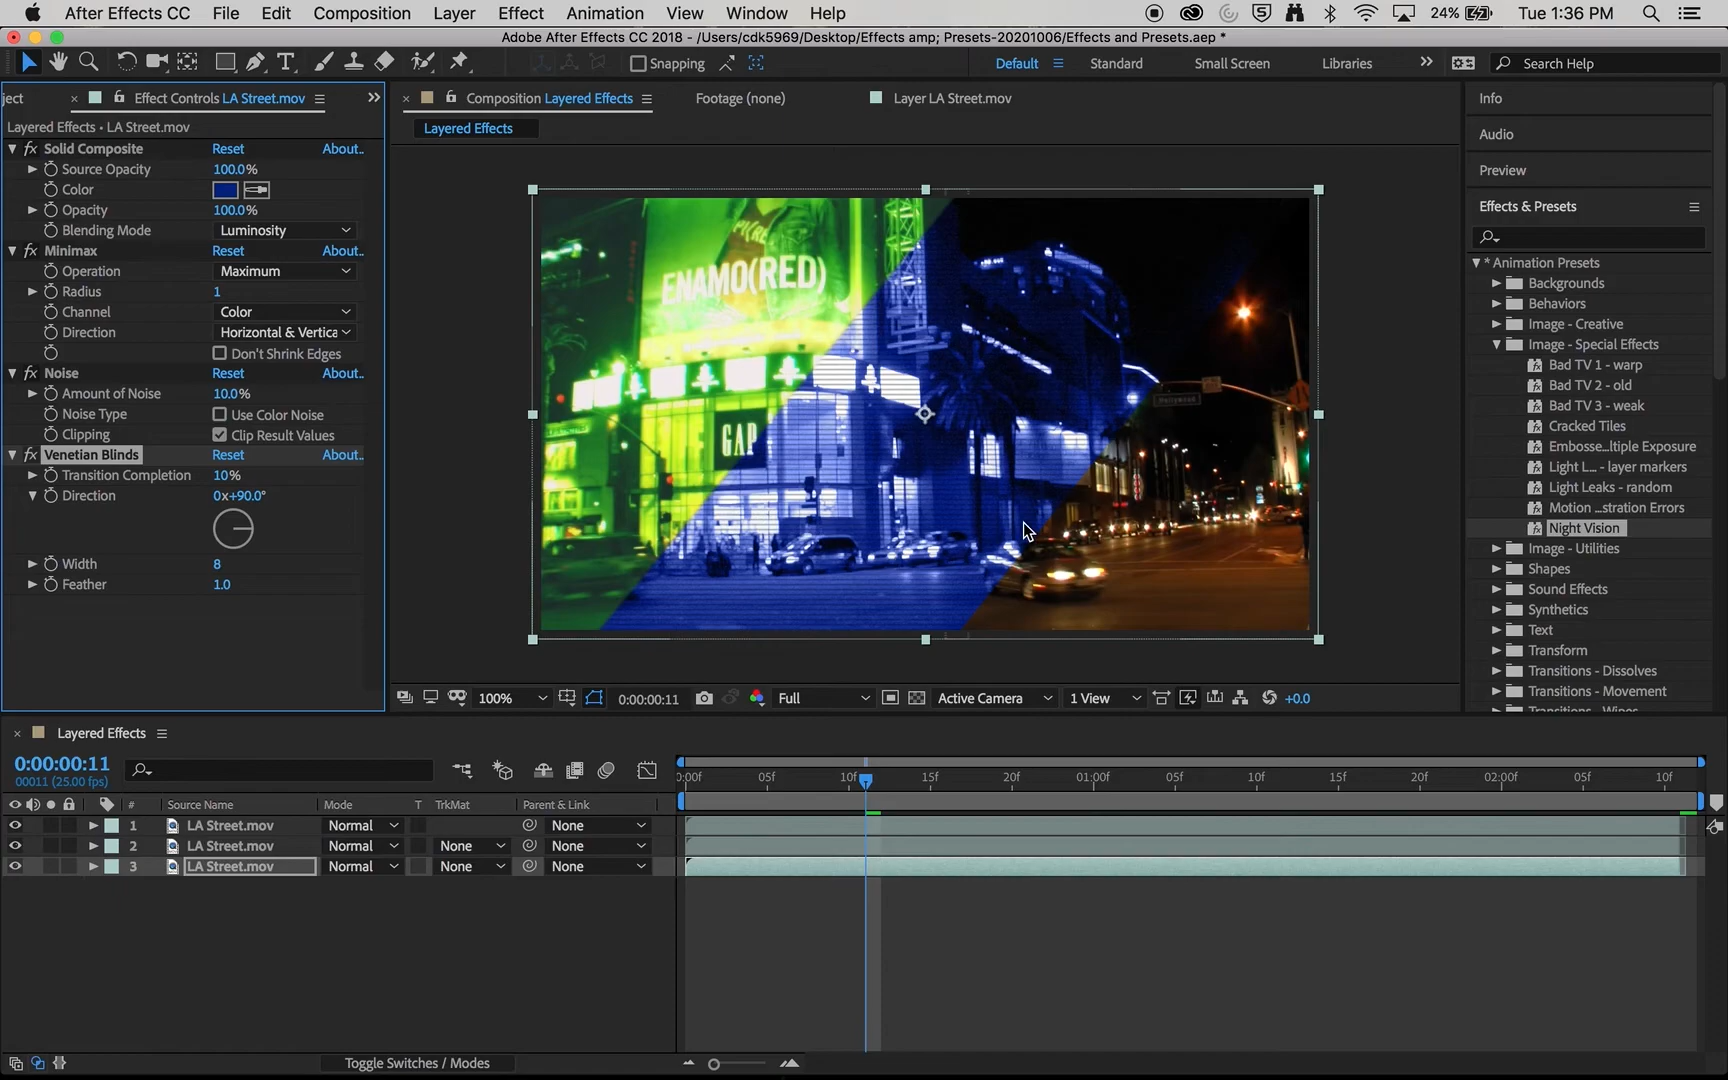 After Effects CC File Edit Composition Layer Effect Animation View Window Help 24% Tue 1:36 PM
Adobe After Effects CC 2018 - /Users/cdk5969/Desktop/Effects amp; Presets-20201006/Effects and Presets.aep *
Snapping Default Standard Small Screen Libraries Search Help
ject Effect Controls LA Street.mov
Layered Effects • LA Street.mov
Solid Composite Reset About..
Source Opacity 100.0%
Color
Opacity 100.0%
Blending Mode Luminosity
Minimax Reset About..
Operation Maximum
Radius 1
Channel Color
Direction Horizontal & Vertica
Don't Shrink Edges
Noise Reset About..
Amount of Noise 10.0%
Noise Type Use Color Noise
Clipping Clip Result Values
Venetian Blinds Reset About..
Transition Completion 10%
Direction 0x+90.0°
Width 8
Feather 1.0
Composition Layered Effects Footage (none) Layer LA Street.mov
Layered Effects
ENAMO(RED)
GAP
Hollywood
100% 0:00:00:11 Full Active Camera 1 View +0.0
Info
Audio
Preview
Effects & Presets
* Animation Presets
Backgrounds
Behaviors
Image - Creative
Image - Special Effects
Bad TV 1 - warp
Bad TV 2 - old
Bad TV 3 - weak
Cracked Tiles
Embosse...ltiple Exposure
Light L... - layer markers
Light Leaks - random
Motion ...stration Errors
Night Vision
Image - Utilities
Shapes
Sound Effects
Synthetics
Text
Transform
Transitions - Dissolves
Transitions - Movement
Transitions - Wipes
Layered Effects
0:00:00:11
00011 (25.00 fps)
0:00f 05f 10f 15f 20f 01:00f 05f 10f 15f 20f 02:00f 05f 10f
# Source Name Mode T TrkMat Parent & Link
1 LA Street.mov Normal None
2 LA Street.mov Normal None None
3 LA Street.mov Normal None None
Toggle Switches / Modes